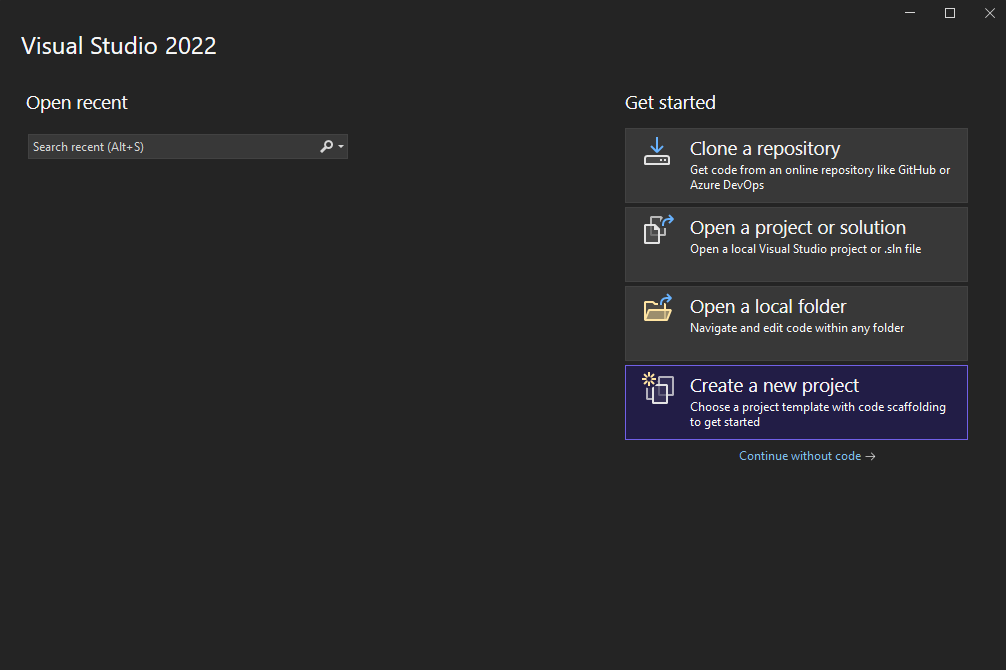 Visual Studio 2022
Open recent
Search recent (Alt+S)
Get started
Clone a repository
Get code from an online repository like GitHub or
Azure DevOps
Open a project or solution
Open a local Visual Studio project or .sln file
Open a local folder
Navigate and edit code within any folder
Create a new project
Choose a project template with code scaffolding
to get started
Continue without code →